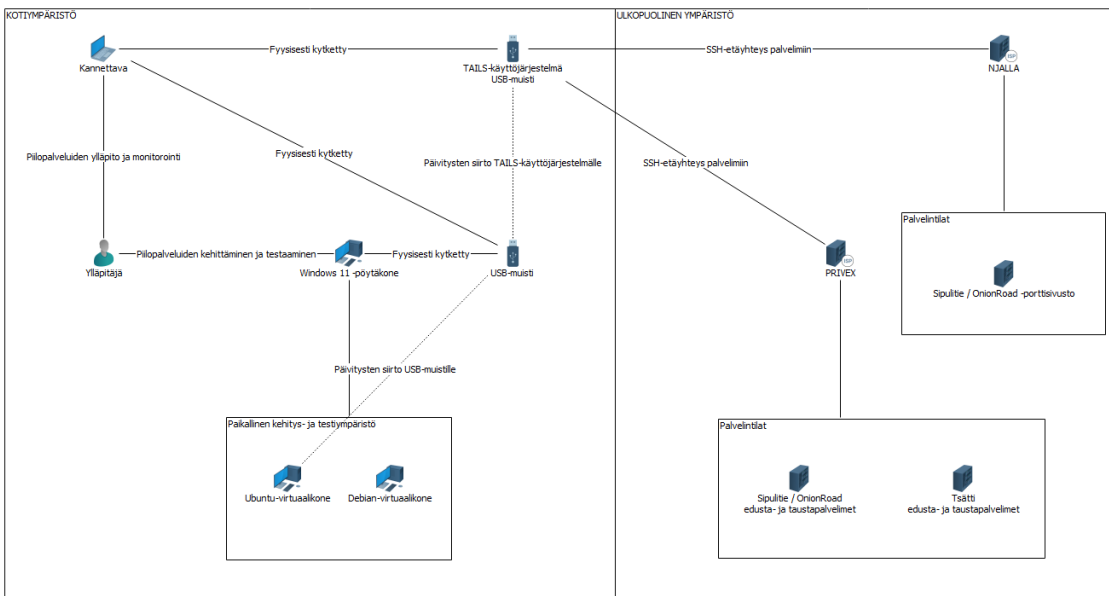 KOTIYMPÄRISTÖ
ULKOPUOLINEN YMPÄRISTÖ
Kannettava
Fyysisesti kytketty
TAILS-käyttöjärjestelmä
USB-muisti
SSH-etäyhteys palvelimiin
ISP
NJALLA
Piilopalveluiden ylläpito ja monitorointi
Fyysisesti kytketty
Päivitysten siirto TAILS-käyttöjärjestelmälle
SSH-etäyhteys palvelimiin
Ylläpitäjä
Piilopalveluiden kehittäminen ja testaaminen
Windows 11 -pöytäkone
Fyysisesti kytketty
USB-muisti
ISP
PRIVEX
Palvelintilat
Sipulitie / OnionRoad -porttisivusto
Päivitysten siirto USB-muistille
Paikallinen kehitys- ja testiympäristö
Ubuntu-virtuaalikone
Debian-virtuaalikone
Palvelintilat
Sipulitie / OnionRoad
edusta- ja taustapalvelimet
Tsätti
edusta- ja taustapalvelimet